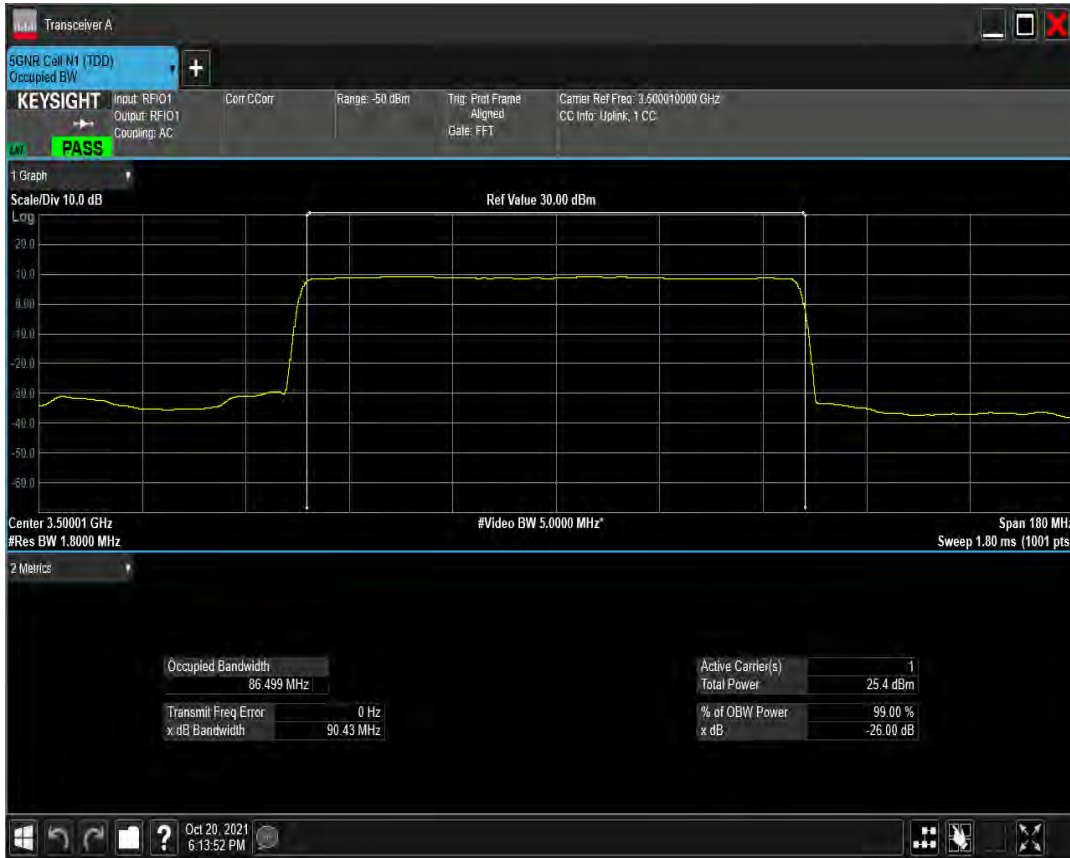 Transceiver A
5GNR Cell N1 (TDD)
Occupied BW
+
KEYSIGHT
Input: RFIO1
Output: RFIO1
Coupling: AC
Corr CCorr
Range: -50 dBm
Trig: Prot Frame
Aligned
Gate: FFT
Carrier Ref Freq: 3.500010000 GHz
CC Info: Uplink, 1 CC
PASS
1 Graph
Scale/Div 10.0 dB
Ref Value 30.00 dBm
Log
20.0
10.0
0.00
-10.0
-20.0
-30.0
-40.0
-50.0
-60.0
Center 3.50001 GHz
#Video BW 5.0000 MHz*
Span 180 MHz
#Res BW 1.8000 MHz
Sweep 1.80 ms (1001 pts
2 Metrics
Occupied Bandwidth
86.499 MHz
Transmit Freq Error 0 Hz
x dB Bandwidth 90.43 MHz
Active Carrier(s) 1
Total Power 25.4 dBm
% of OBW Power 99.00 %
x dB -26.00 dB
?
Oct 20, 2021
6:13:52 PM